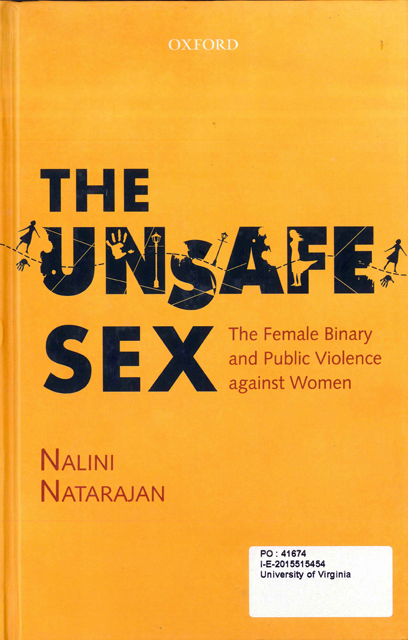 OXFORD
THE
UNSAFE
SEX
The Female Binary
and Public Violence
against Women
NALINI
NATARAJAN
PO : 41674
I-E-2015515454
University of Virginia